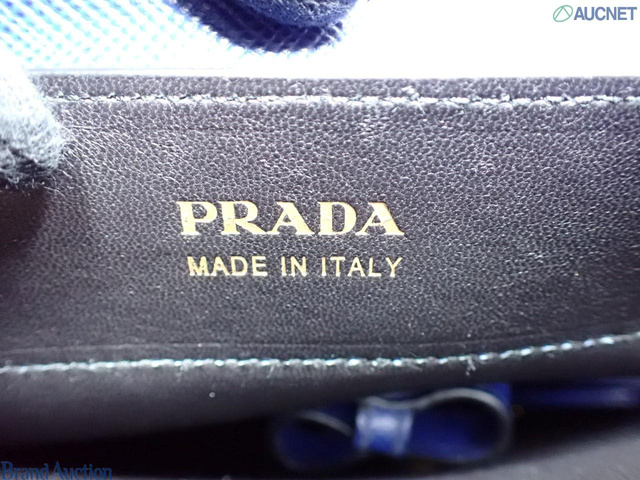 AUCNET
PRADA
MADE IN ITALY
Brand Auction